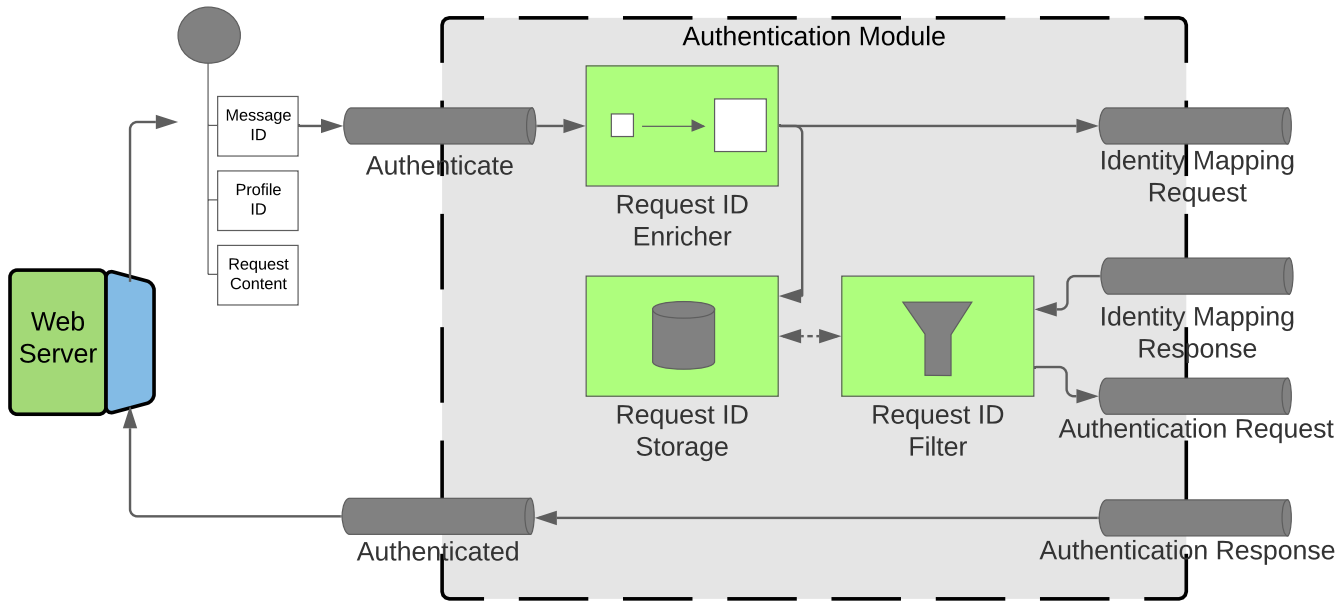 Authentication Module
Message
ID
Authenticate
Profile
ID
Request
Content
Request ID
Enricher
Identity Mapping
Request
Web
Server
Identity Mapping
Response
Request ID
Storage
Request ID
Filter
Authentication Request
Authenticated
Authentication Response